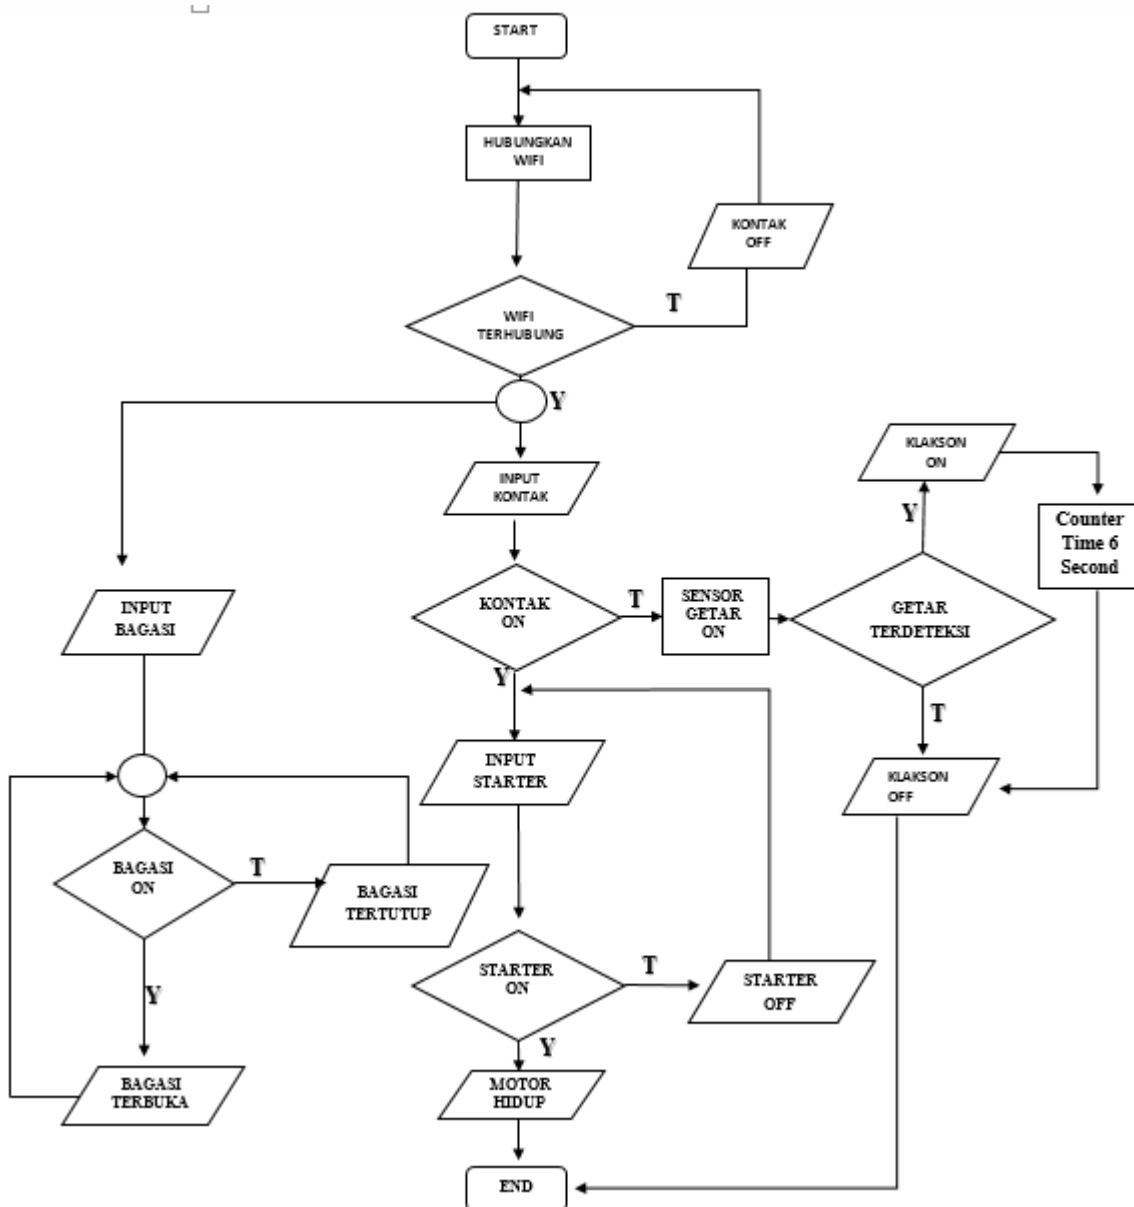 START
HUBUNGKAN
WIFI
KONTAK
OFF
T
WIFI
TERHUBUNG
Y
KLAKSON
ON
INPUT
KONTAK
Y
Counter
Time 6
Second
INPUT
BAGASI
KONTAK
ON
T
SENSOR
GETAR
ON
GETAR
TERDETEKSI
Y
T
INPUT
STARTER
KLAKSON
OFF
BAGASI
ON
T
BAGASI
TERTUTUP
STARTER
ON
T
STARTER
OFF
Y
Y
BAGASI
TERBUKA
MOTOR
HIDUP
END